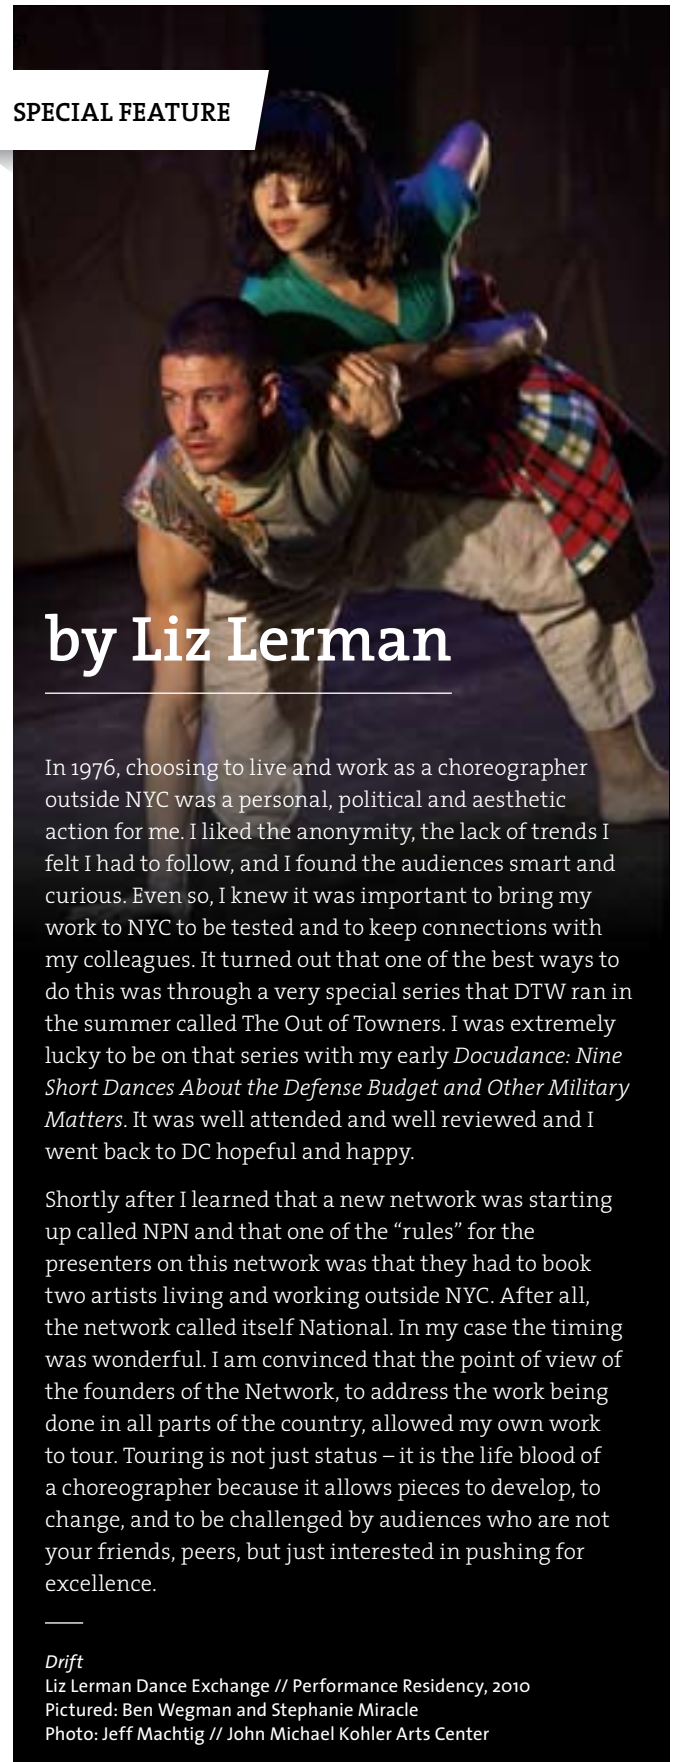 51
SPECIAL FEATURE
by Liz Lerman
In 1976, choosing to live and work as a choreographer
outside NYC was a personal, political and aesthetic
action for me. I liked the anonymity, the lack of trends I
felt I had to follow, and I found the audiences smart and
curious. Even so, I knew it was important to bring my
work to NYC to be tested and to keep connections with
my colleagues. It turned out that one of the best ways to
do this was through a very special series that DTW ran in
the summer called The Out of Towners. I was extremely
lucky to be on that series with my early Docudance: Nine
Short Dances About the Defense Budget and Other Military
Matters. It was well attended and well reviewed and I
went back to DC hopeful and happy.
Shortly after I learned that a new network was starting
up called NPN and that one of the “rules” for the
presenters on this network was that they had to book
two artists living and working outside NYC. After all,
the network called itself National. In my case the timing
was wonderful. I am convinced that the point of view of
the founders of the Network, to address the work being
done in all parts of the country, allowed my own work
to tour. Touring is not just status – it is the life blood of
a choreographer because it allows pieces to develop, to
change, and to be challenged by audiences who are not
your friends, peers, but just interested in pushing for
excellence.
Drift
Liz Lerman Dance Exchange // Performance Residency, 2010
Pictured: Ben Wegman and Stephanie Miracle
Photo: Jeff Machtig // John Michael Kohler Arts Center